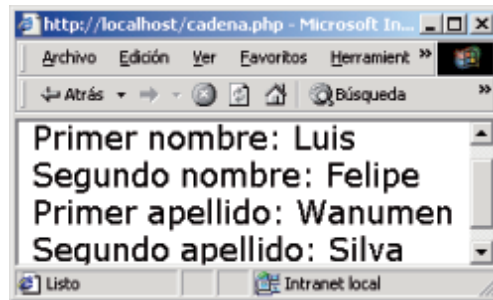 http://localhost/cadena.php - Microsoft In...
Archivo Edición Ver Favoritos Herramient »
Atrás Búsqueda »
Primer nombre: Luis
Segundo nombre: Felipe
Primer apellido: Wanumen
Segundo apellido: Silva
Listo Intranet local